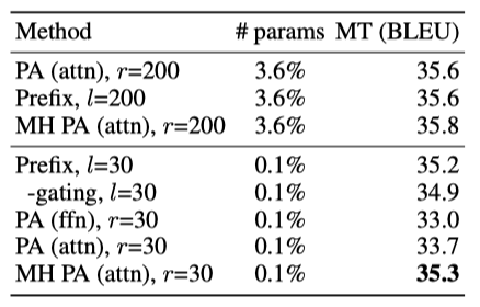 Method # params MT (BLEU)
PA (attn), r=200 3.6% 35.6
Prefix, l=200 3.6% 35.6
MH PA (attn), r=200 3.6% 35.8
Prefix, l=30 0.1% 35.2
-gating, l=30 0.1% 34.9
PA (ffn), r=30 0.1% 33.0
PA (attn), r=30 0.1% 33.7
MH PA (attn), r=30 0.1% 35.3